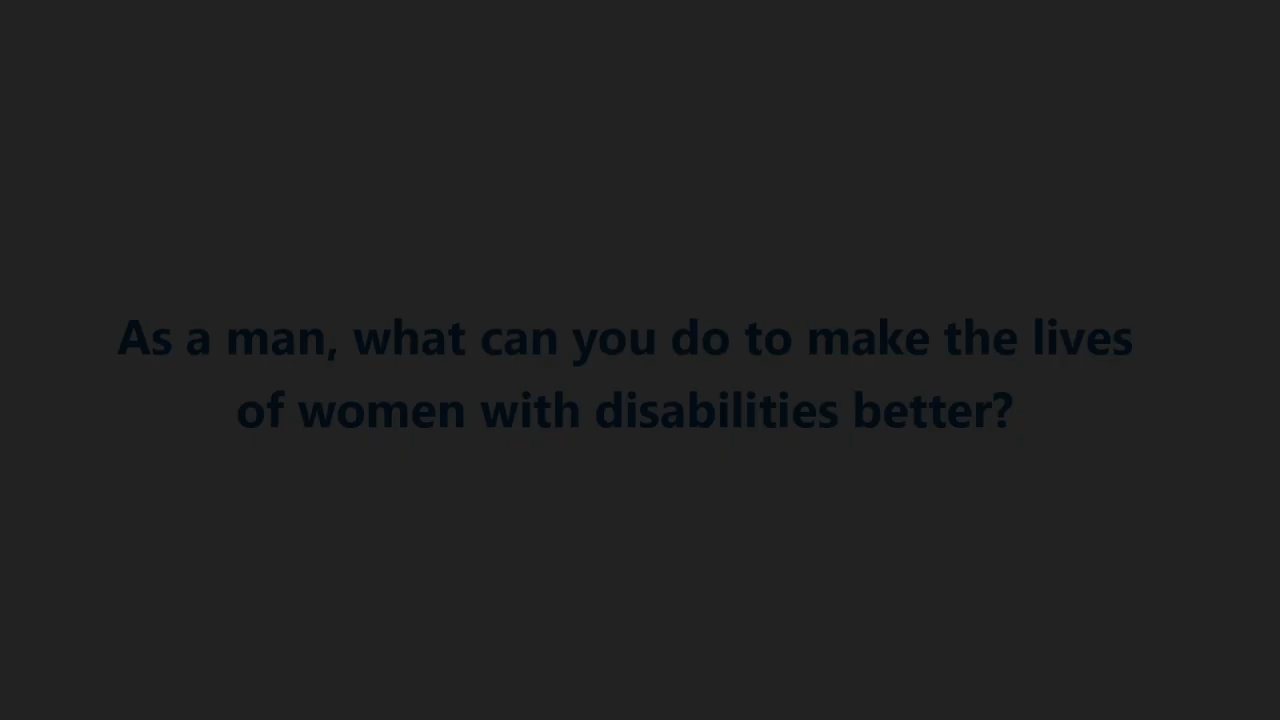 As a man, what can you do to make the lives
of women with disabilities better?